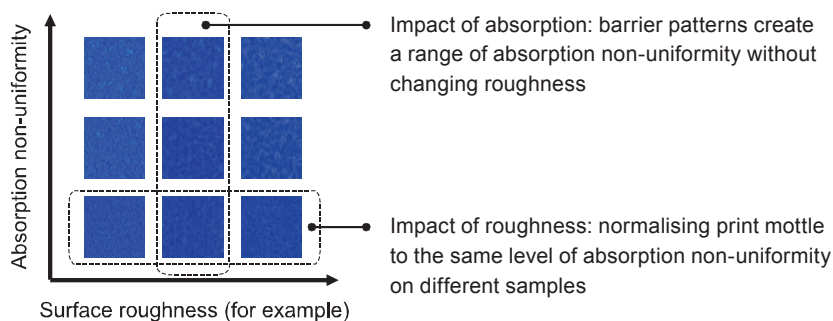 Absorption non-uniformity
Surface roughness (for example)
Impact of absorption: barrier patterns create
a range of absorption non-uniformity without
changing roughness
Impact of roughness: normalising print mottle
to the same level of absorption non-uniformity
on different samples